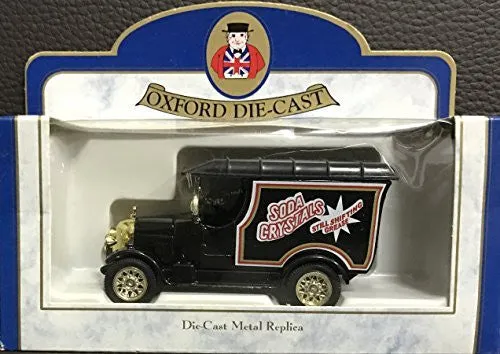 OXFORD DIE-CAST
SODA
CRYSTALS
STILL SHIFTING
GREASE
Die-Cast Metal Replica